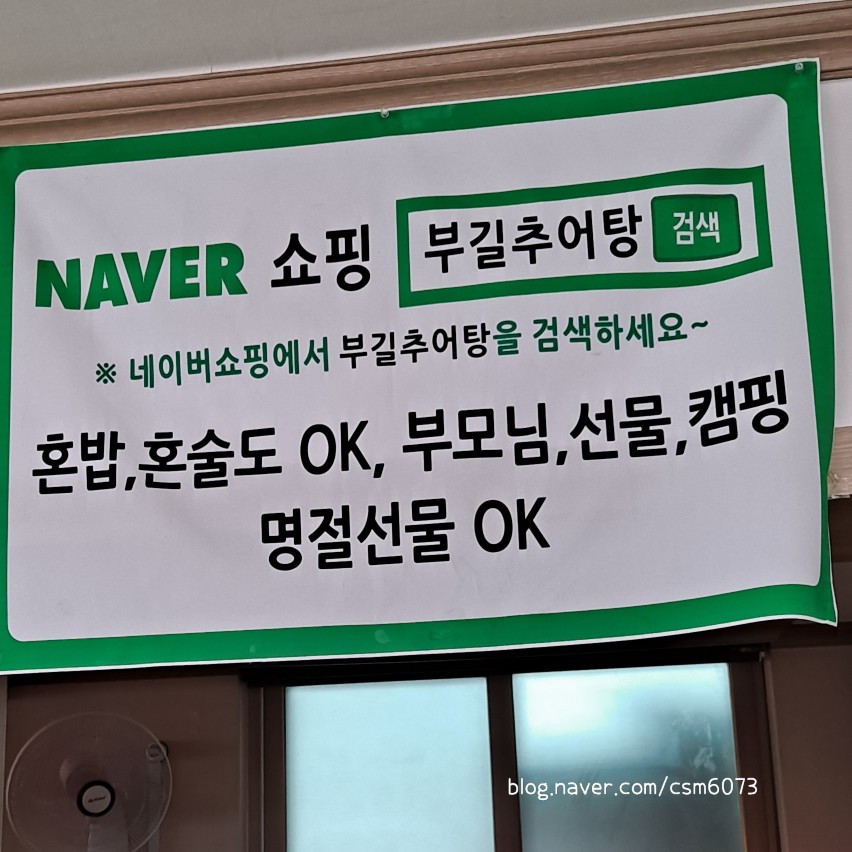 NAVER 쇼핑 부길추어탕 검색
※ 네이버쇼핑에서 부길추어탕을 검색하세요~
혼밥,혼술도 OK, 부모님,선물,캠핑
명절선물 OK
blog.naver.com/csm6073